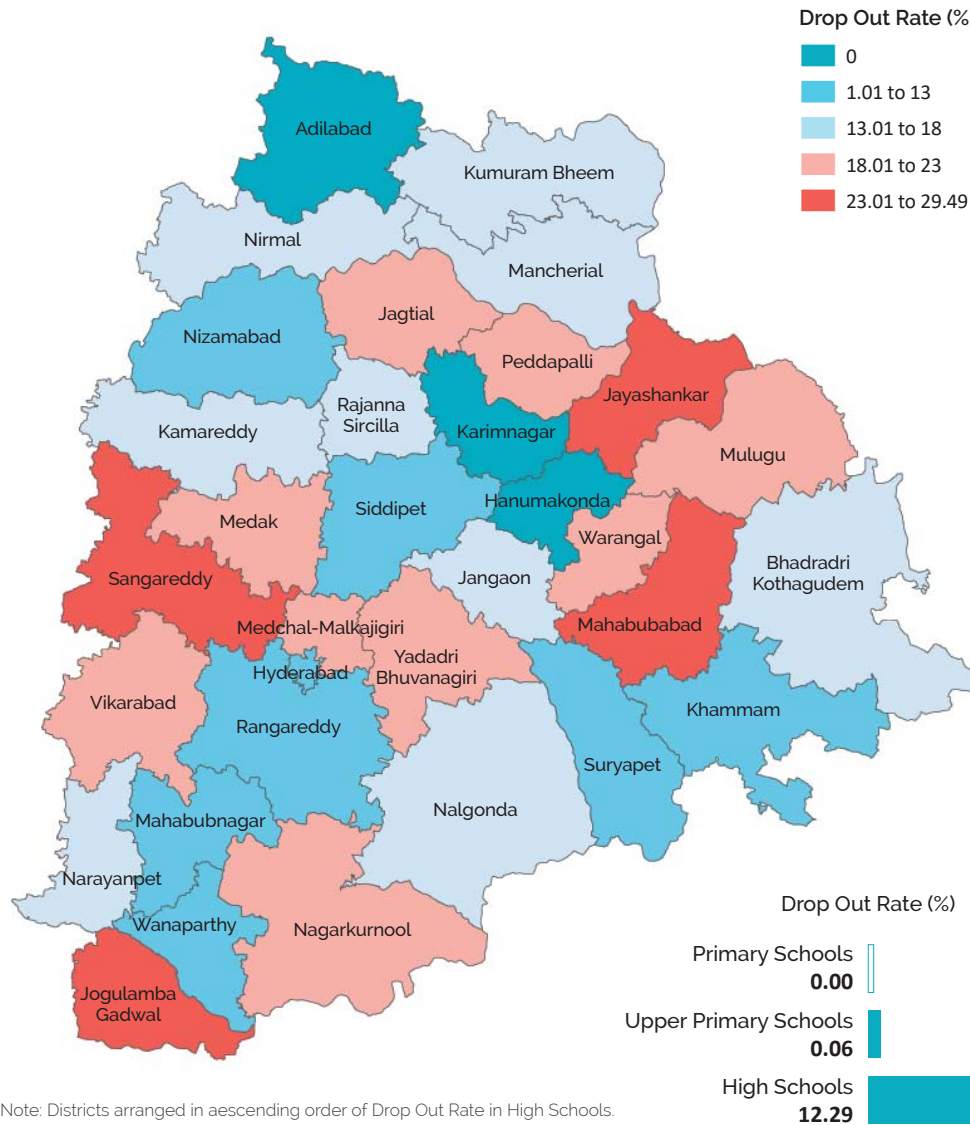 Drop Out Rate (%
0
1.01 to 13
13.01 to 18
18.01 to 23
23.01 to 29.49
Adilabad
Kumuram Bheem
Nirmal
Mancherial
Jagtial
Nizamabad
Peddapalli
Jayashankar
Rajanna
Sircilla
Kamareddy
Karimnagar
Mulugu
Hanumakonda
Siddipet
Medak
Warangal
Bhadradri
Kothagudem
Jangaon
Sangareddy
Mahabubabad
Medchal-Malkajigiri
Yadadri
Bhuvanagiri
Hyderabad
Vikarabad
Khammam
Rangareddy
Suryapet
Nalgonda
Mahabubnagar
Narayanpet
Wanaparthy
Nagarkurnool
Jogulamba
Gadwal
Drop Out Rate (%)
Primary Schools
0.00
Upper Primary Schools
0.06
High Schools
12.29
Note: Districts arranged in aescending order of Drop Out Rate in High Schools.